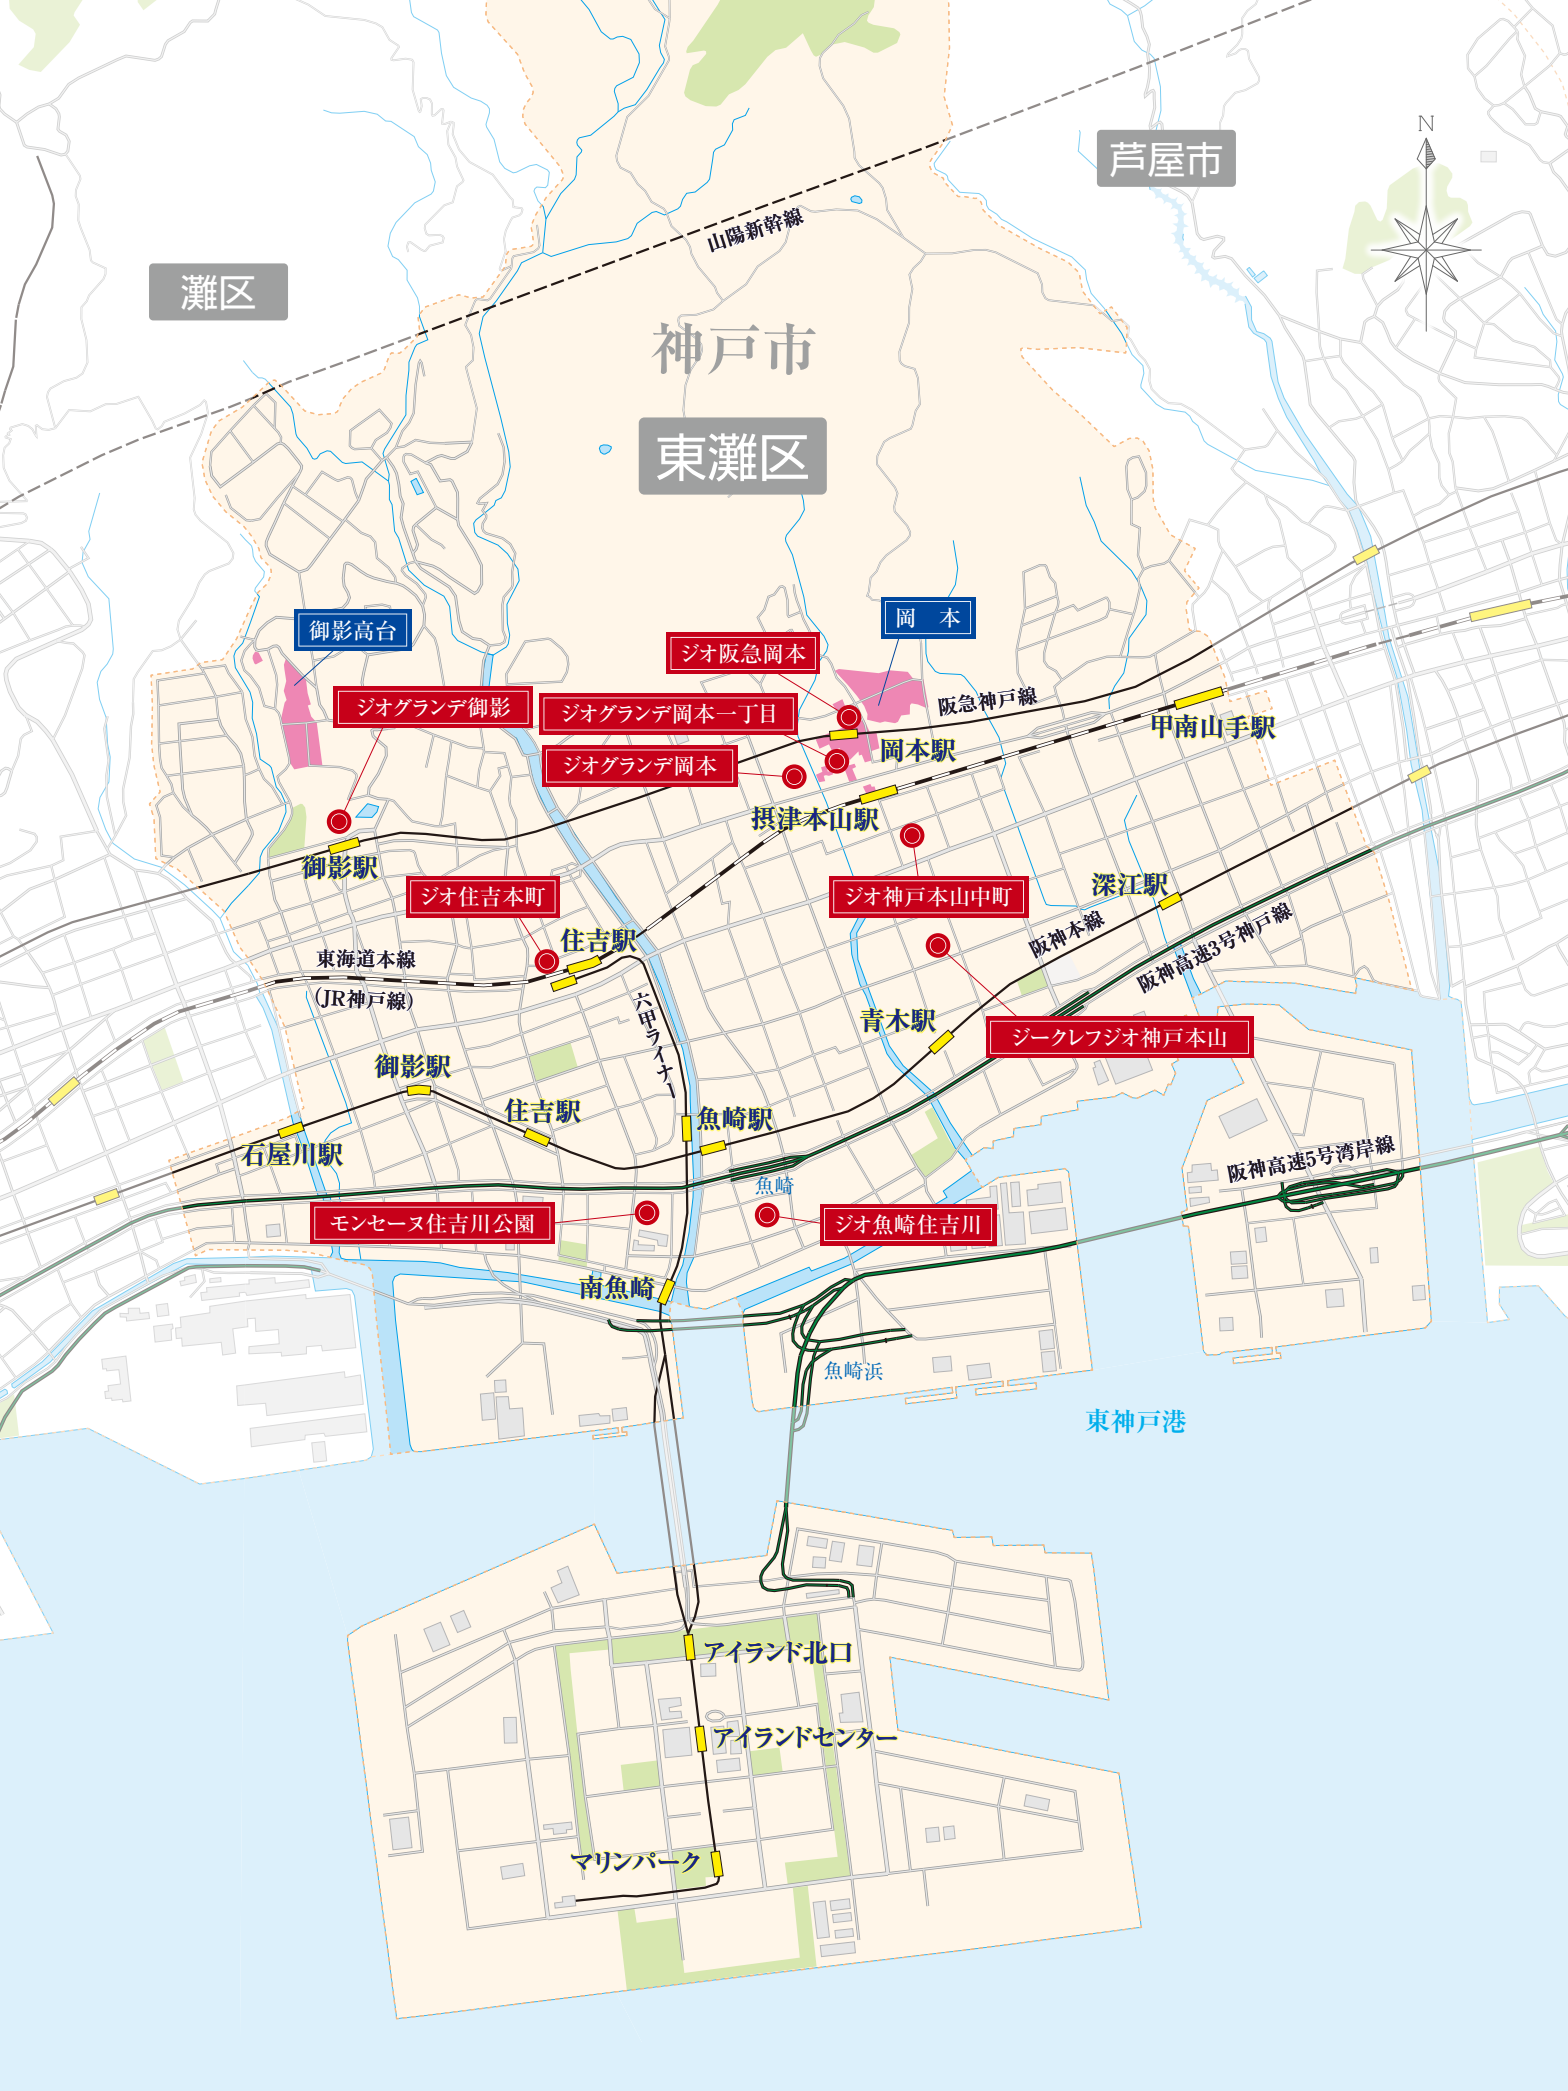 N
芦屋市
山陽新幹線
灘区
神戸市
東灘区
岡　本
御影高台
ジオ阪急岡本
ジオグランデ御影
ジオグランデ岡本一丁目
阪急神戸線
甲南山手駅
岡本駅
ジオグランデ岡本
摂津本山駅
御影駅
ジオ住吉本町
ジオ神戸本山中町
深江駅
住吉駅
阪神本線
阪神高速3号神戸線
東海道本線
(JR神戸線)
六甲ライナー
青木駅
ジークレフジオ神戸本山
御影駅
住吉駅
魚崎駅
石屋川駅
阪神高速5号湾岸線
魚崎
モンセーヌ住吉川公園
ジオ魚崎住吉川
南魚崎
魚崎浜
東神戸港
アイランド北口
アイランドセンター
マリンパーク